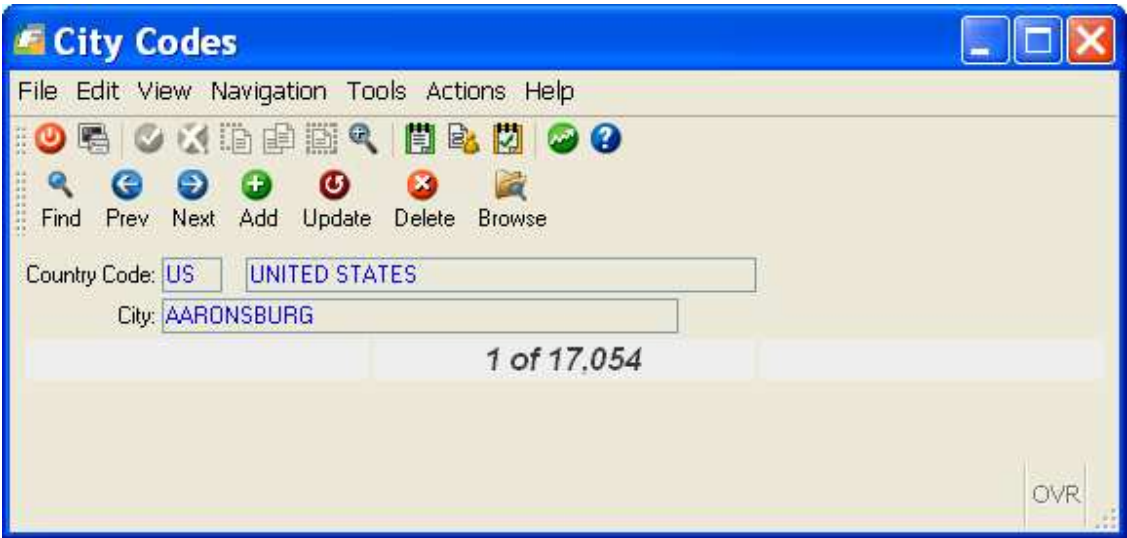 City Codes
File Edit View Navigation Tools Actions Help
Find Prev Next Add Update Delete Browse
Country Code: US UNITED STATES
City: AARONSBURG
1 of 17,054
OVR